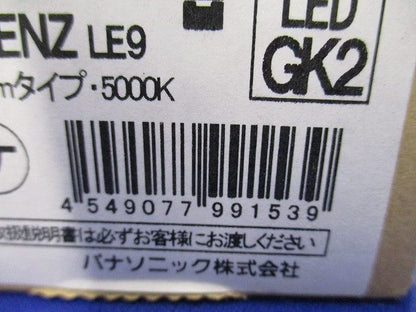 ENZ LE9
LED
GK2
mタイプ・5000K
4 549077 991539
取扱説明書は必ずお客様にお渡しください
パナソニック株式会社